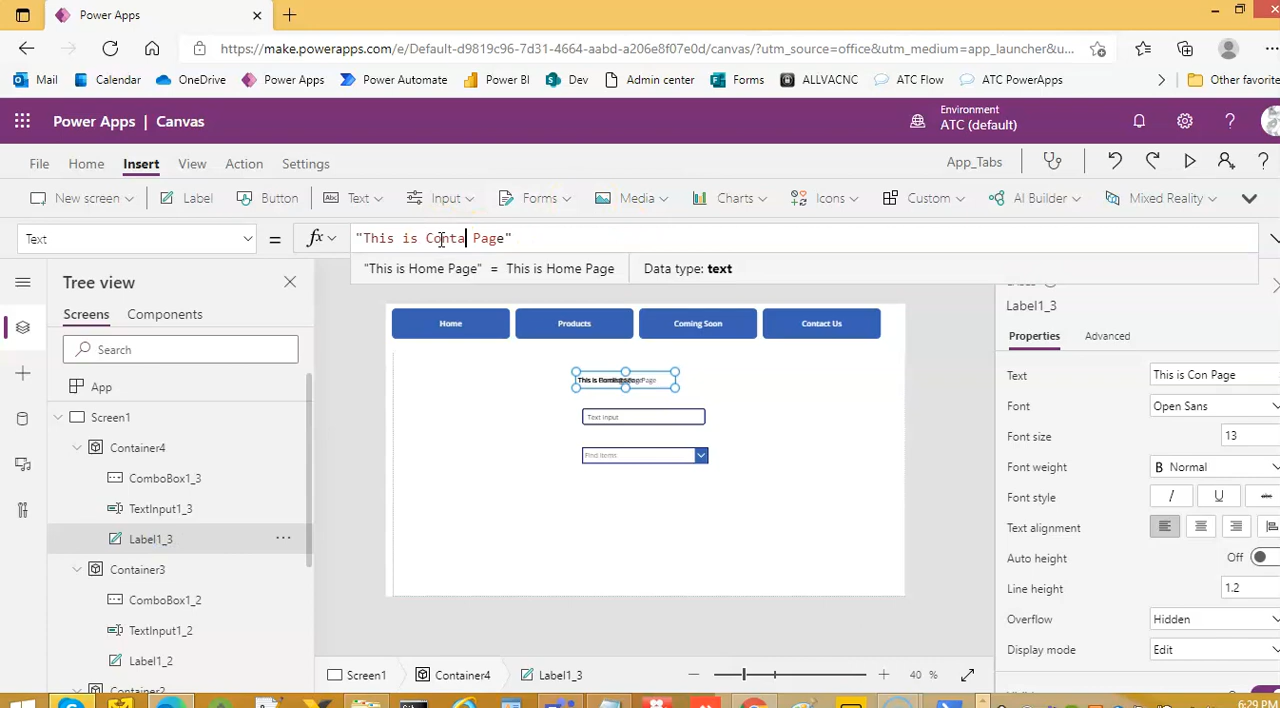 Power Apps
https://make.powerapps.com/e/Default-d9819c96-7d31-4664-aabd-a206e8f07e0d/canvas/?utm_source=office&utm_medium=app_launcher&u...
Mail Calendar OneDrive Power Apps Power Automate Power BI Dev Admin center Forms ALLVACNC ATC Flow ATC PowerApps Other favorite
Power Apps | Canvas
Environment
ATC (default)
File Home Insert View Action Settings App_Tabs
New screen Label Button Text Input Forms Media Charts Icons Custom AI Builder Mixed Reality
Text = fx "This is Conta Page"
"This is Home Page" = This is Home Page Data type: text
Tree view
Screens Components
Search
App
Screen1
Container4
ComboBox1_3
TextInput1_3
Label1_3
Container3
ComboBox1_2
TextInput1_2
Label1_2
Home Products Coming Soon Contact Us
Text Input
Find items
Label1_3
Properties Advanced
Text This is Con Page
Font Open Sans
Font size 13
Font weight B Normal
Font style
Text alignment
Auto height Off
Line height 1.2
Overflow Hidden
Display mode Edit
Screen1 Container4 Label1_3 40 %
6:29 PM